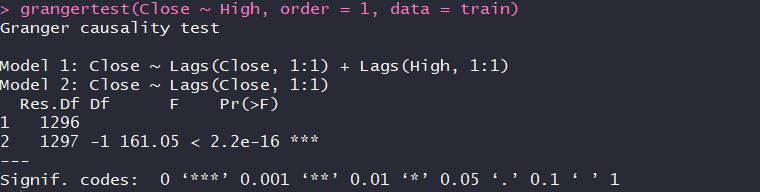 > grangertest(Close ~ High, order = 1, data = train)
Granger causality test
Model 1: Close ~ Lags(Close, 1:1) + Lags(High, 1:1)
Model 2: Close ~ Lags(Close, 1:1)
  Res.Df Df      F    Pr(>F)
1   1296
2   1297 -1 161.05 < 2.2e-16 ***
---
Signif. codes:  0 ‘***’ 0.001 ‘**’ 0.01 ‘*’ 0.05 ‘.’ 0.1 ‘ ’ 1